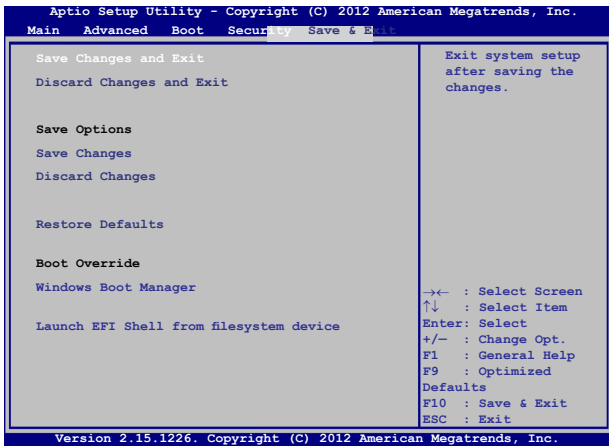 Aptio Setup Utility - Copyright (C) 2012 American Megatrends, Inc.
Main Advanced Boot Security Save & Exit
Save Changes and Exit
Discard Changes and Exit
Save Options
Save Changes
Discard Changes
Restore Defaults
Boot Override
Windows Boot Manager
Launch EFI Shell from filesystem device
Exit system setup
after saving the
changes.
→← : Select Screen
↑↓ : Select Item
Enter: Select
+/— : Change Opt.
F1 : General Help
F9 : Optimized
Defaults
F10 : Save & Exit
ESC : Exit
Version 2.15.1226. Copyright (C) 2012 American Megatrends, Inc.